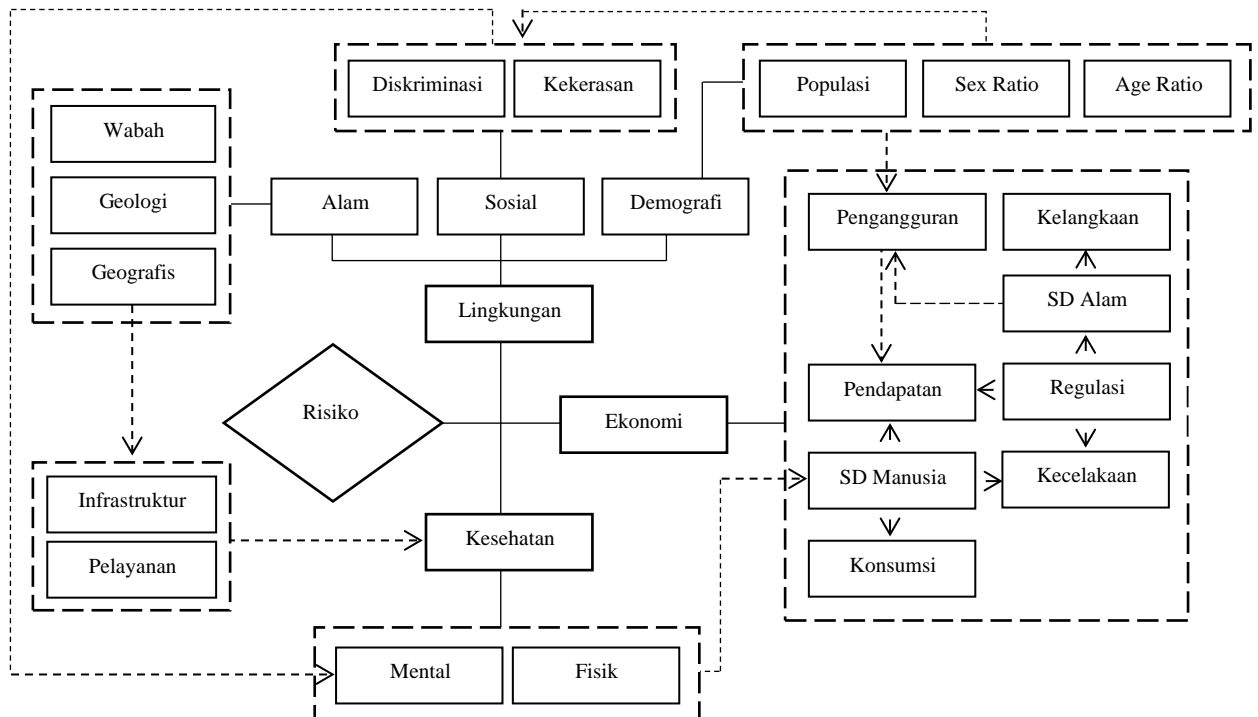 Diskriminasi
Kekerasan
Populasi
Sex Ratio
Age Ratio
Wabah
Geologi
Geografis
Alam
Sosial
Demografi
Pengangguran
Kelangkaan
Lingkungan
SD Alam
Risiko
Ekonomi
Pendapatan
Regulasi
SD Manusia
Kecelakaan
Infrastruktur
Pelayanan
Kesehatan
Konsumsi
Mental
Fisik